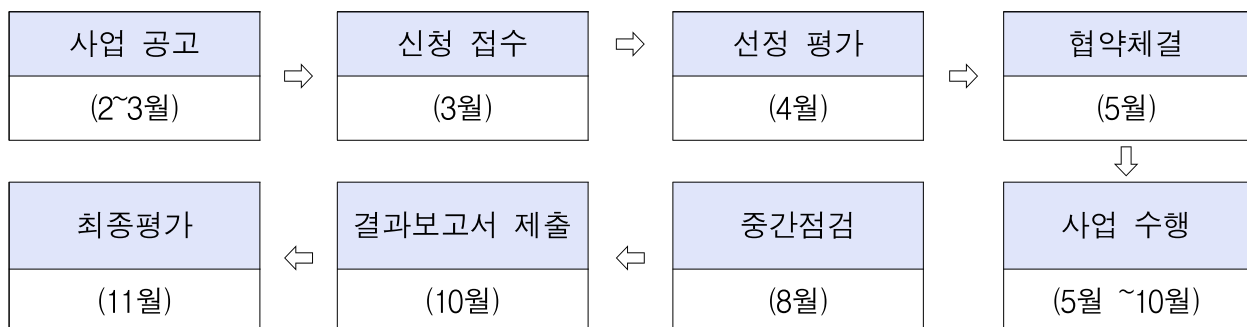 사업 공고
(2~3월)
신청 접수
(3월)
선정 평가
(4월)
협약체결
(5월)
사업 수행
(5월 ~10월)
중간점검
(8월)
결과보고서 제출
(10월)
최종평가
(11월)